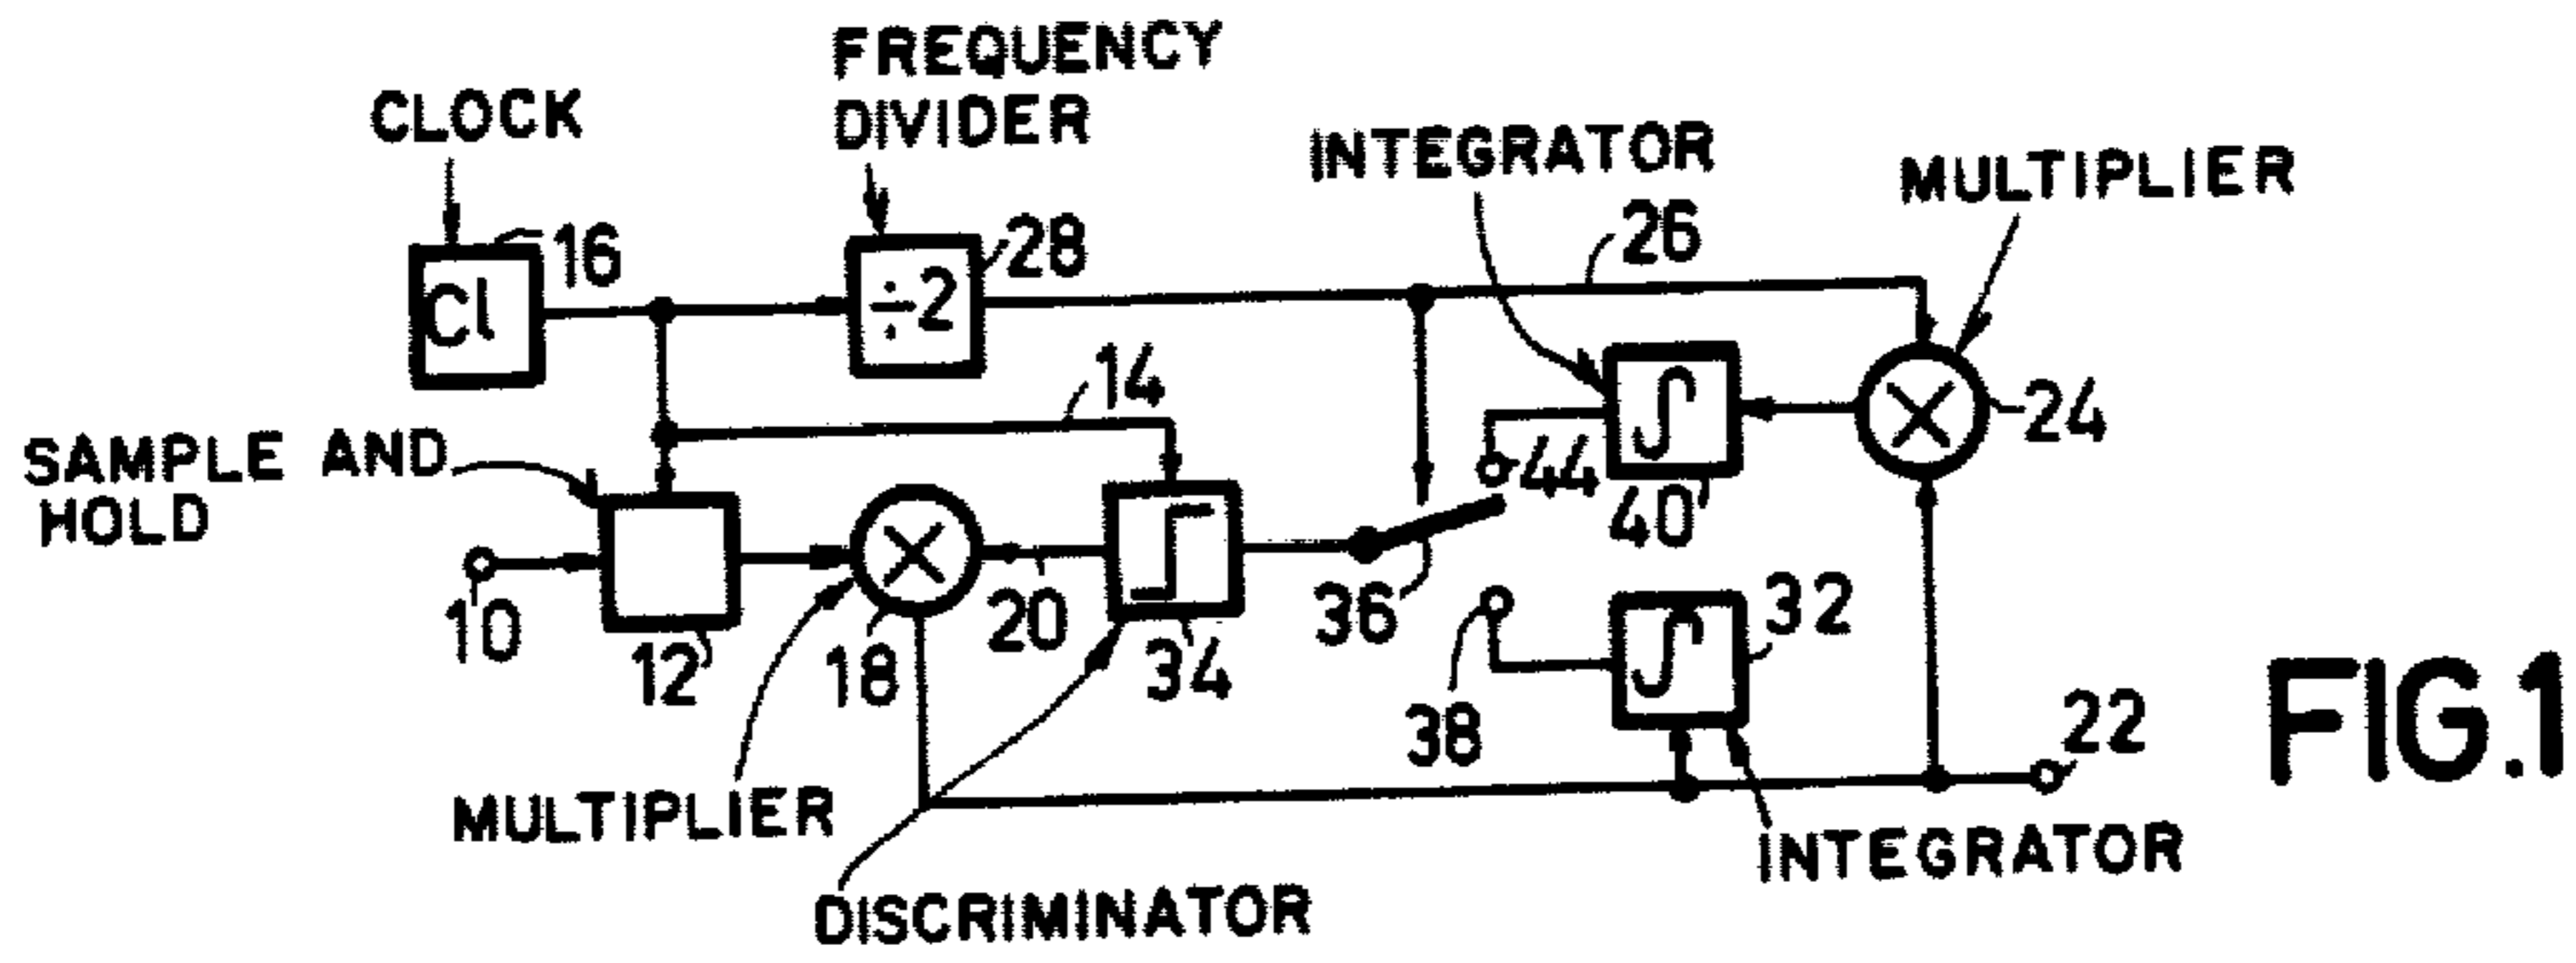 FREQUENCY
DIVIDER
CLOCK
INTEGRATOR
MULTIPLIER
16
28
26
Cl
÷2
14
24
SAMPLE AND
HOLD
44
40
10
12
18
20
34
36
38
32
22
FIG.1
MULTIPLIER
INTEGRATOR
DISCRIMINATOR